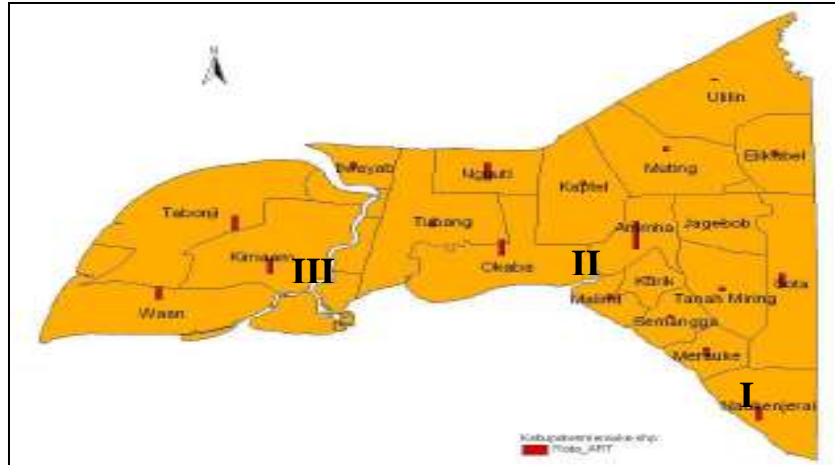 N
Ulilin
Elikobel
Muting
Ilwayab
Ngguti
Kaptel
Tabonji
Tubang
Animha
Jagebob
Kimaam
III
Okaba
II
Kurik
Sota
Malind
Tanah Miring
Waan
Semangga
Merauke
I
Naukenjerai
Rata_ART